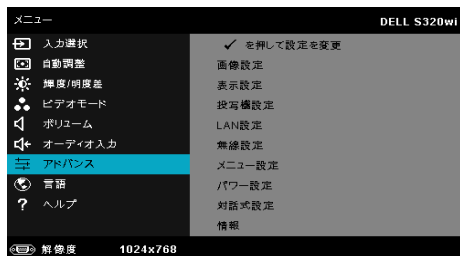 メニュー
DELL S320wi
入力選択
自動調整
輝度/明度差
ビデオモード
ボリューム
オーディオ入力
アドバンス
言語
ヘルプ
✓ を押して設定を変更
画像設定
表示設定
投写機設定
LAN設定
無線設定
メニュー設定
パワー設定
対話式設定
情報
解像度 1024x768